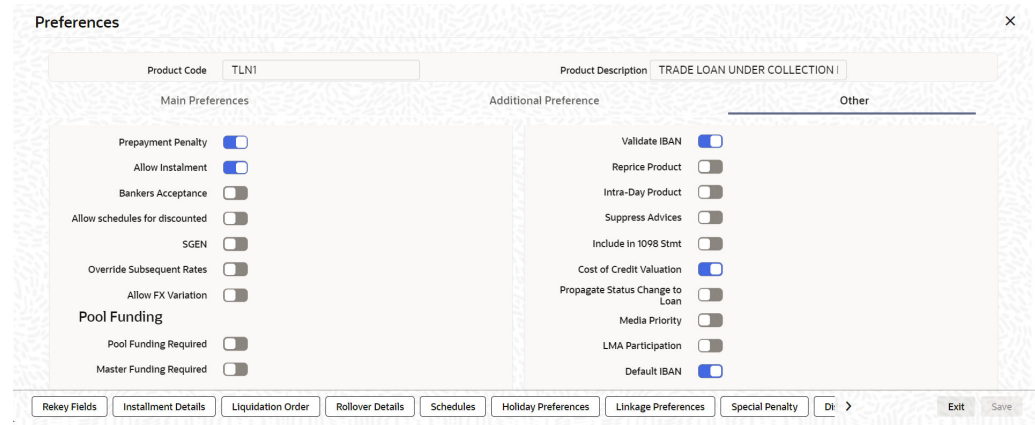 Preferences
Product Code TLN1
Product Description TRADE LOAN UNDER COLLECTION
Main Preferences
Additional Preference
Other
Prepayment Penalty
Allow Instalment
Bankers Acceptance
Allow schedules for discounted
SGEN
Override Subsequent Rates
Allow FX Variation
Pool Funding
Pool Funding Required
Master Funding Required
Validate IBAN
Reprice Product
Intra-Day Product
Suppress Advices
Include in 1098 Stmt
Cost of Credit Valuation
Propagate Status Change to
Loan
Media Priority
LMA Participation
Default IBAN
Rekey Fields
Installment Details
Liquidation Order
Rollover Details
Schedules
Holiday Preferences
Linkage Preferences
Special Penalty
Exit
Save